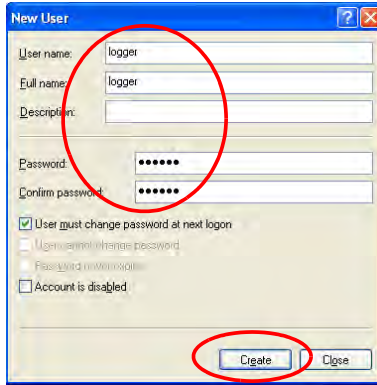 New User
User name: logger
Full name: logger
Description:
Password: ••••••
Confirm password: ••••••
User must change password at next logon
User cannot change password
Password never expires
Account is disabled
Create Close